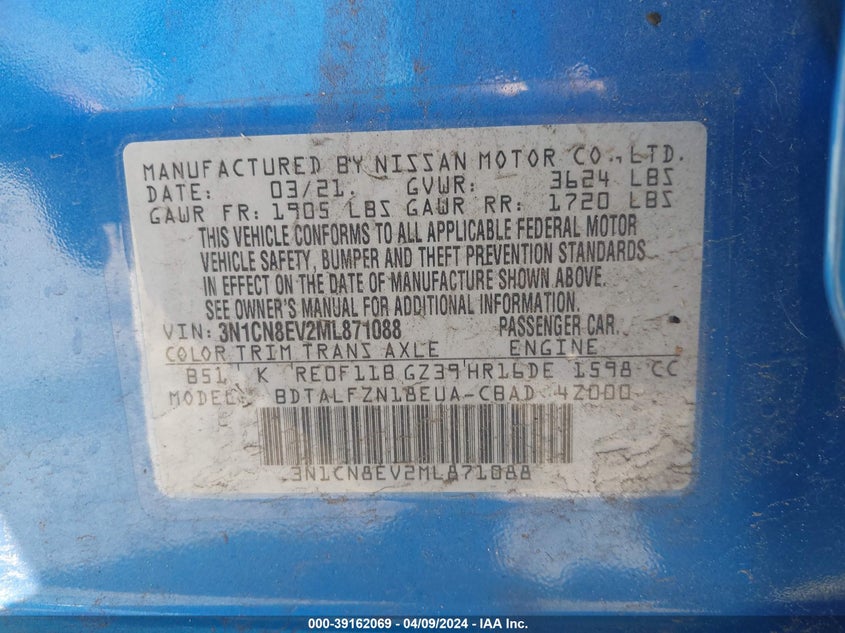 MANUFACTURED BY NISSAN MOTOR CO., LTD.
DATE: 03/21. GVWR: 3624 LBS
GAWR FR: 1905 LBS GAWR RR: 1720 LBS
THIS VEHICLE CONFORMS TO ALL APPLICABLE FEDERAL MOTOR
VEHICLE SAFETY, BUMPER AND THEFT PREVENTION STANDARDS
IN EFFECT ON THE DATE OF MANUFACTURE SHOWN ABOVE.
SEE OWNER'S MANUAL FOR ADDITIONAL INFORMATION.
VIN: 3N1CN8EV2ML871088 PASSENGER CAR.
COLOR TRIM TRANS AXLE ENGINE
B51 K RE0F11B GZ39 HR16DE 1598 CC
MODEL: BDTALFZN18EUA-CBAD 4Z000
3N1CN8EV2ML871088
000-39162069 - 04/09/2024 - IAA Inc.